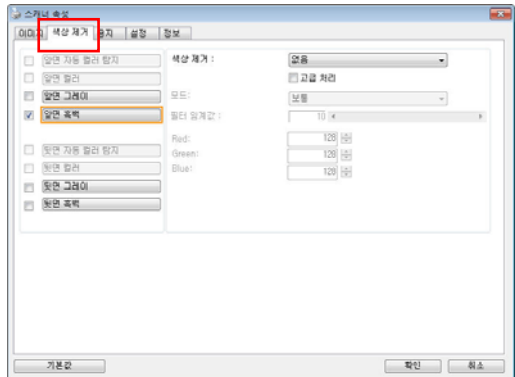 스캐너 속성
이미지 색상 제거 용지 설정 정보
앞면 자동 컬러 탐지
앞면 컬러
앞면 그레이
앞면 흑백
뒷면 자동 컬러 탐지
뒷면 컬러
뒷면 그레이
뒷면 흑백
색상 제거 : 없음
고급 처리
모드: 보통
필터 임계값 : 10
Red: 128
Green: 128
Blue: 128
기본값 확인 취소